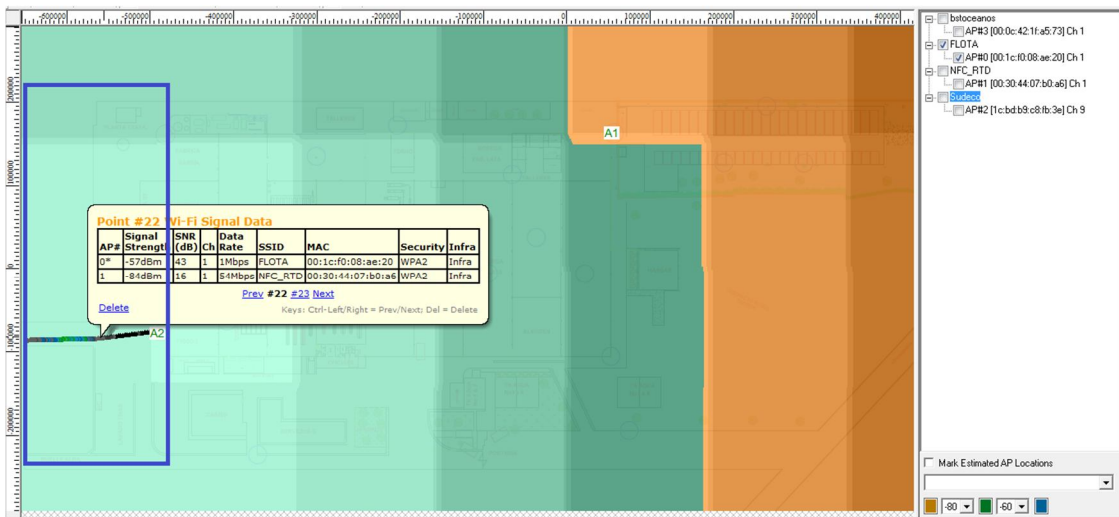 -600000 -500000 -400000 -300000 -200000 -100000 0 100000 200000 300000 400000
200000
100000
0
-100000
-200000
A1
Point #22 Wi-Fi Signal Data
AP# Signal Strength SNR (dB) Ch Data Rate SSID MAC Security Infra
0* -57dBm 43 1 1Mbps FLOTA 00:1c:f0:08:ae:20 WPA2 Infra
1 -84dBm 16 1 54Mbps NFC_RTD 00:30:44:07:b0:a6 WPA2 Infra
Prev #22 #23 Next
Delete Keys: Ctrl-Left/Right = Prev/Next; Del = Delete
A2
bstoceanos
AP#3 [00:0c:42:1f:a5:73] Ch 1
FLOTA
AP#0 [00:1c:f0:08:ae:20] Ch 1
NFC_RTD
AP#1 [00:30:44:07:b0:a6] Ch 1
Sudeco
AP#2 [1c:bd:b9:c8:fb:3e] Ch 9
Mark Estimated AP Locations
-80 -60